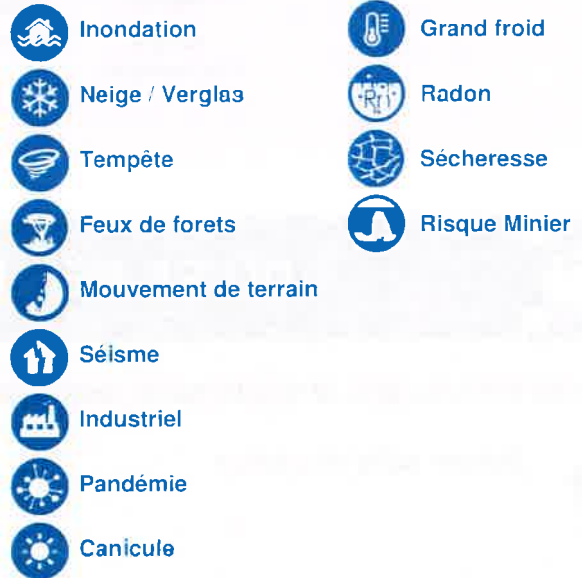 Inondation
Neige / Verglas
Tempête
Feux de forets
Mouvement de terrain
Séisme
Industriel
Pandémie
Canicule
Grand froid
Rn
Radon
Sécheresse
Risque Minier